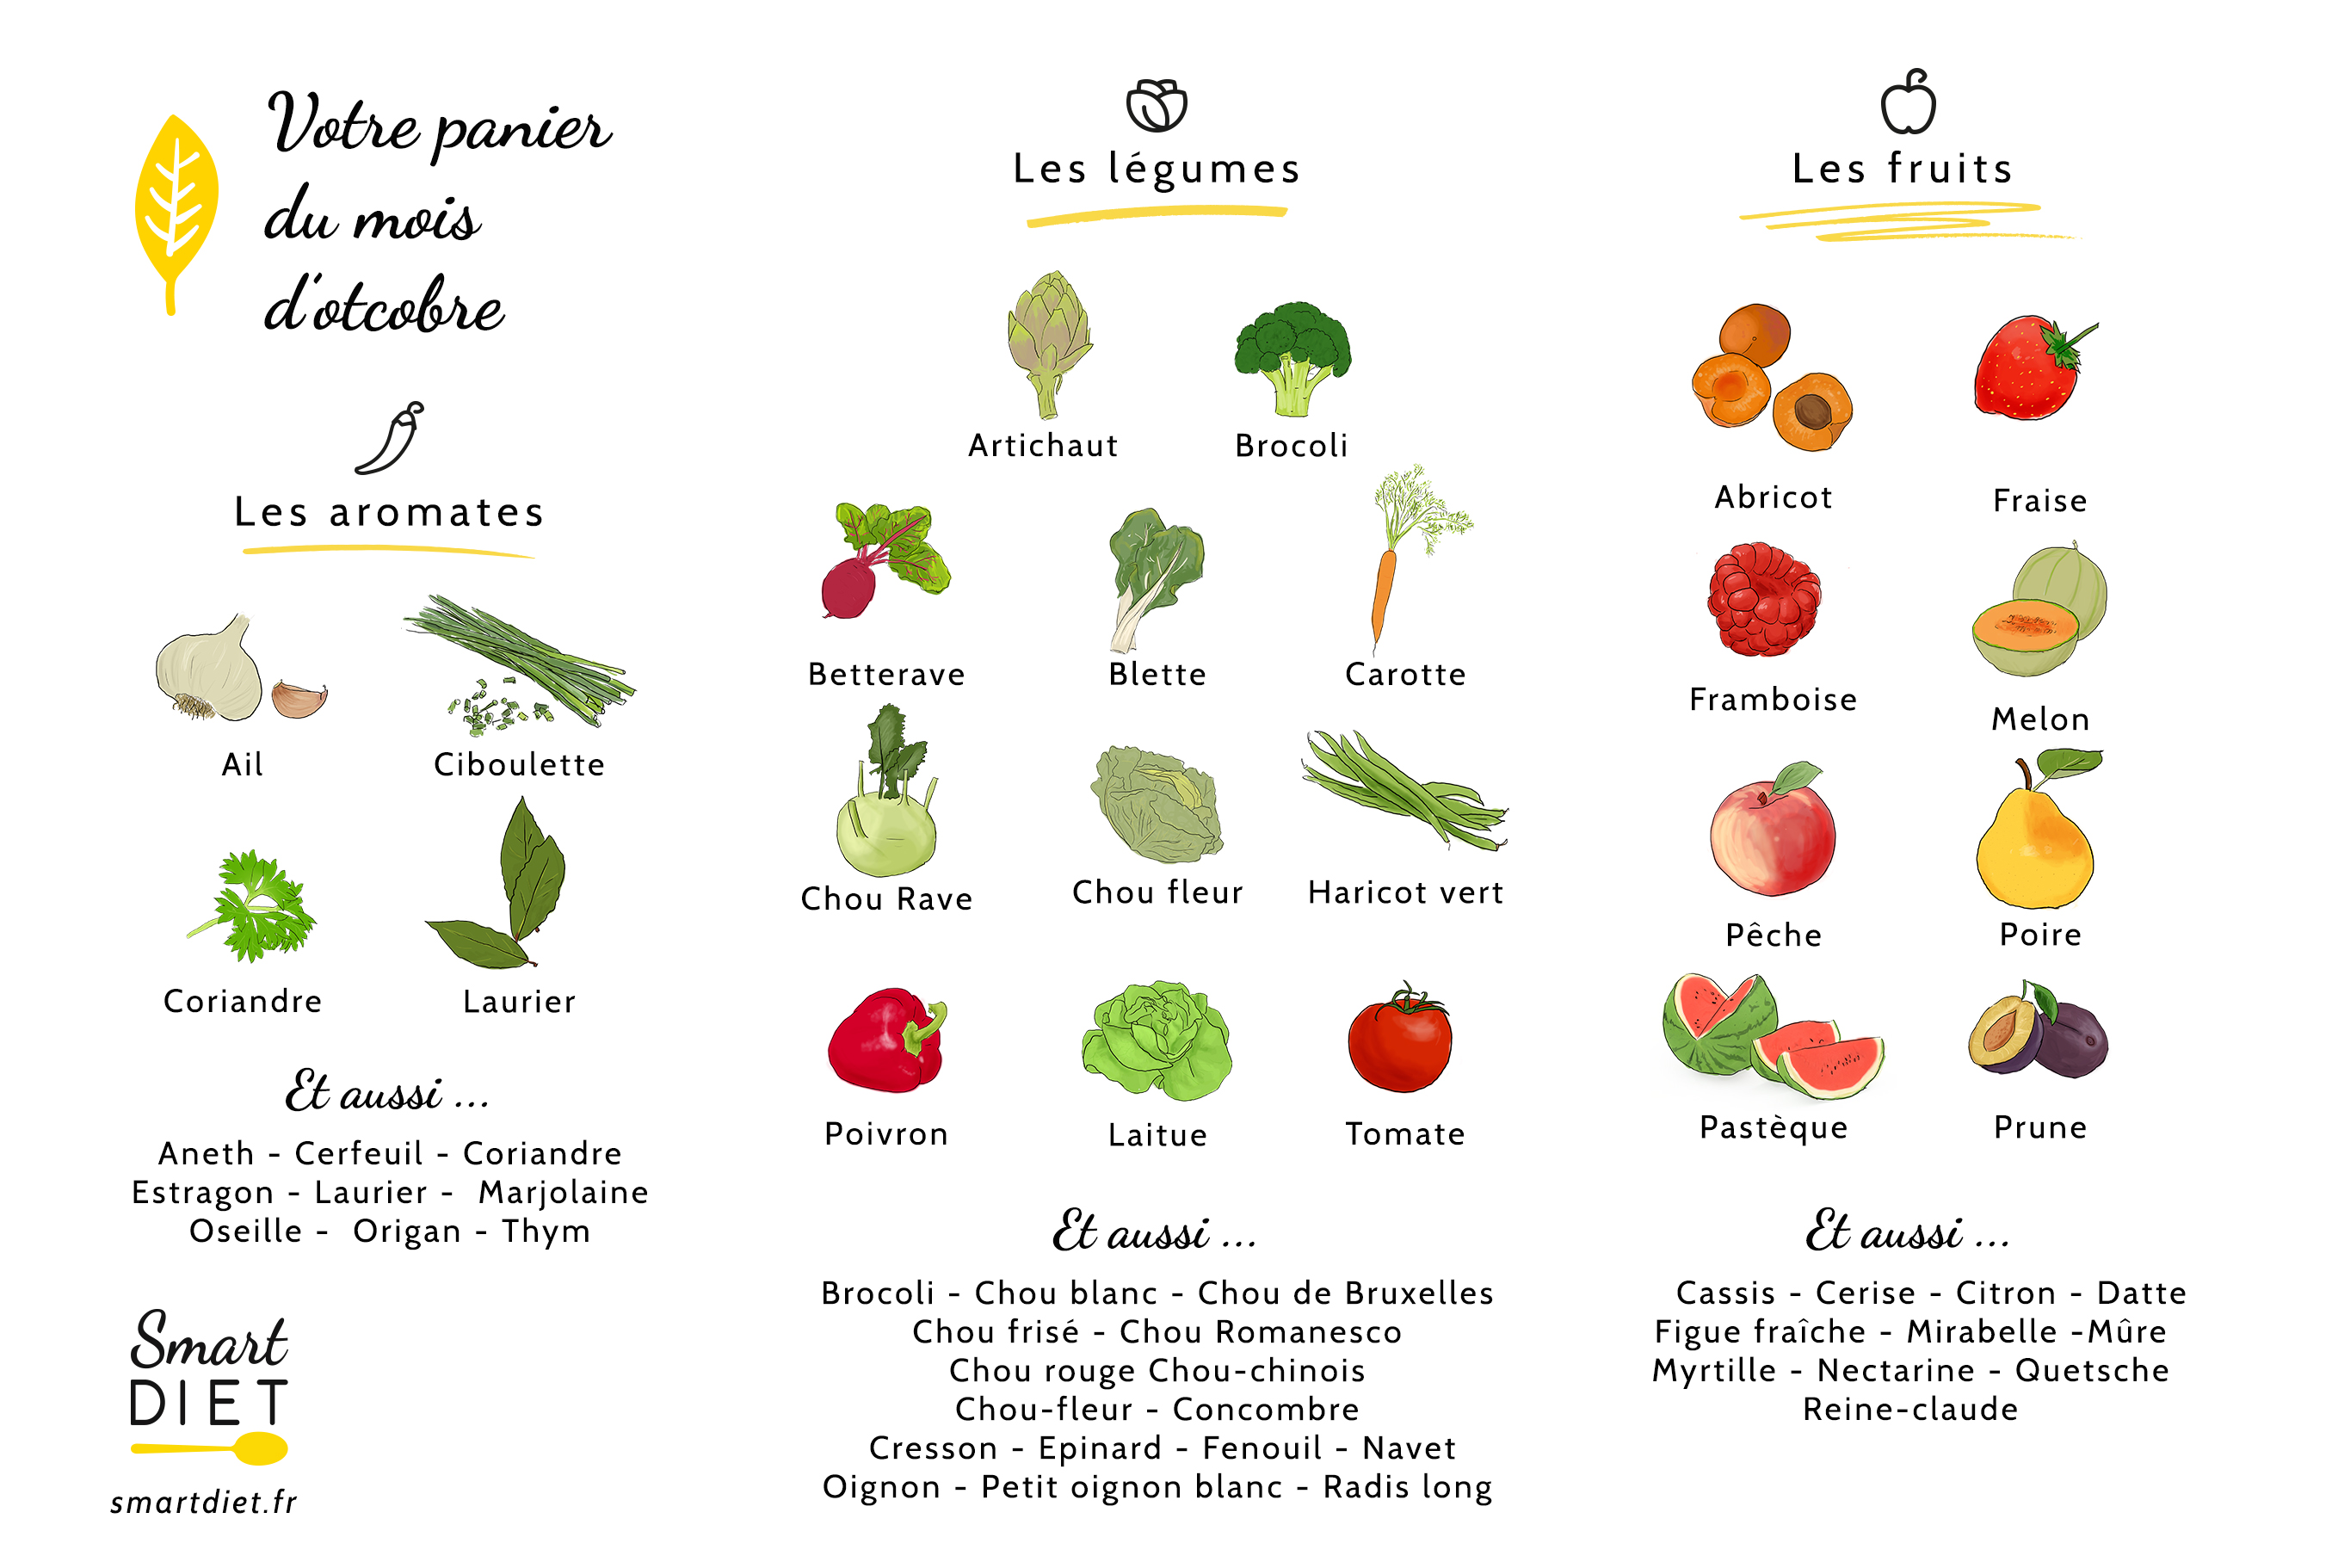 Votre panier
du mois
d'otcobre
Les aromates
Ail
Ciboulette
Coriandre
Laurier
Et aussi ...
Aneth - Cerfeuil - Coriandre
Estragon - Laurier - Marjolaine
Oseille - Origan - Thym
Smart
DIET
smartdiet.fr
Les légumes
Artichaut
Brocoli
Betterave
Blette
Carotte
Chou Rave
Chou fleur
Haricot vert
Poivron
Laitue
Tomate
Et aussi ...
Brocoli - Chou blanc - Chou de Bruxelles
Chou frisé - Chou Romanesco
Chou rouge Chou-chinois
Chou-fleur - Concombre
Cresson - Epinard - Fenouil - Navet
Oignon - Petit oignon blanc - Radis long
Les fruits
Abricot
Fraise
Framboise
Melon
Pêche
Poire
Pastèque
Prune
Et aussi ...
Cassis - Cerise - Citron - Datte
Figue fraîche - Mirabelle -Mûre
Myrtille - Nectarine - Quetsche
Reine-claude